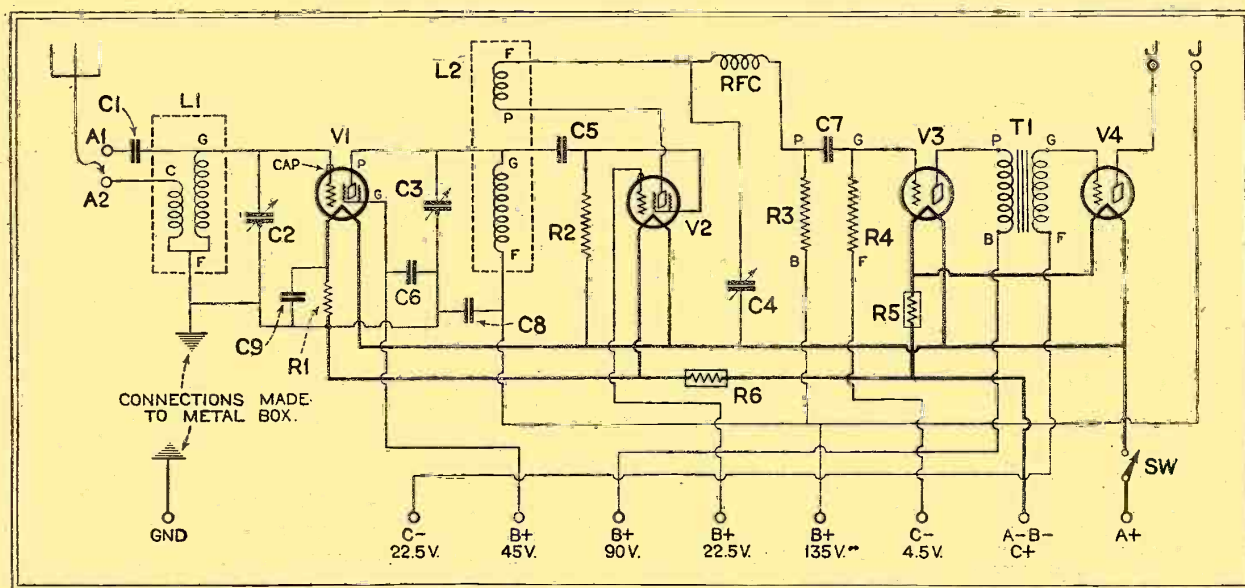 C1
L1
A1
A2
C
G
F
C2
V1
CAP
P
G
C3
C9
R1
C6
C8
L2
F
P
G
F
C5
R2
V2
RFC
C4
P
C7
G
R3
B
R4
F
V3
R5
R6
T1
P
G
B
F
V4
J
J
SW
CONNECTIONS MADE
TO METAL BOX.
GND
C-
22.5 V.
B+
45 V.
B+
90 V.
B+
22.5 V.
B+
135 V.
C-
4.5 V.
A-B-
C+
A+